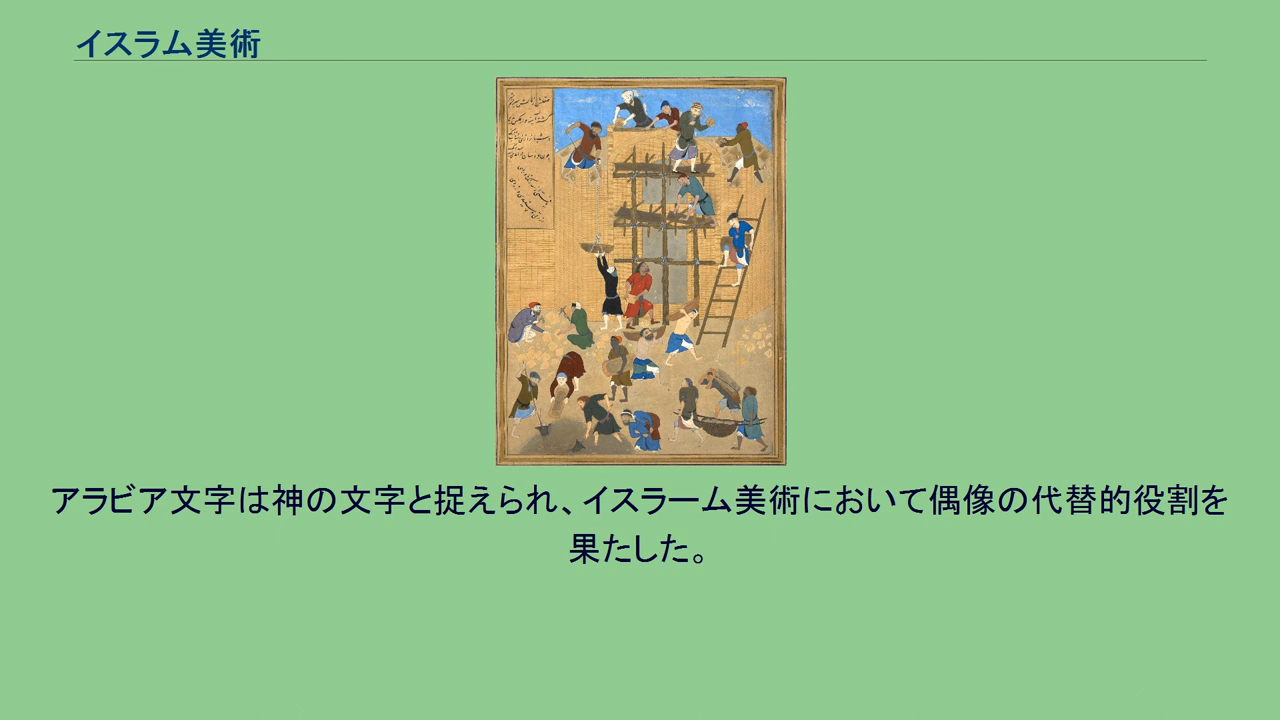 イスラム美術
アラビア文字は神の文字と捉えられ、イスラーム美術において偶像の代替的役割を
果たした。